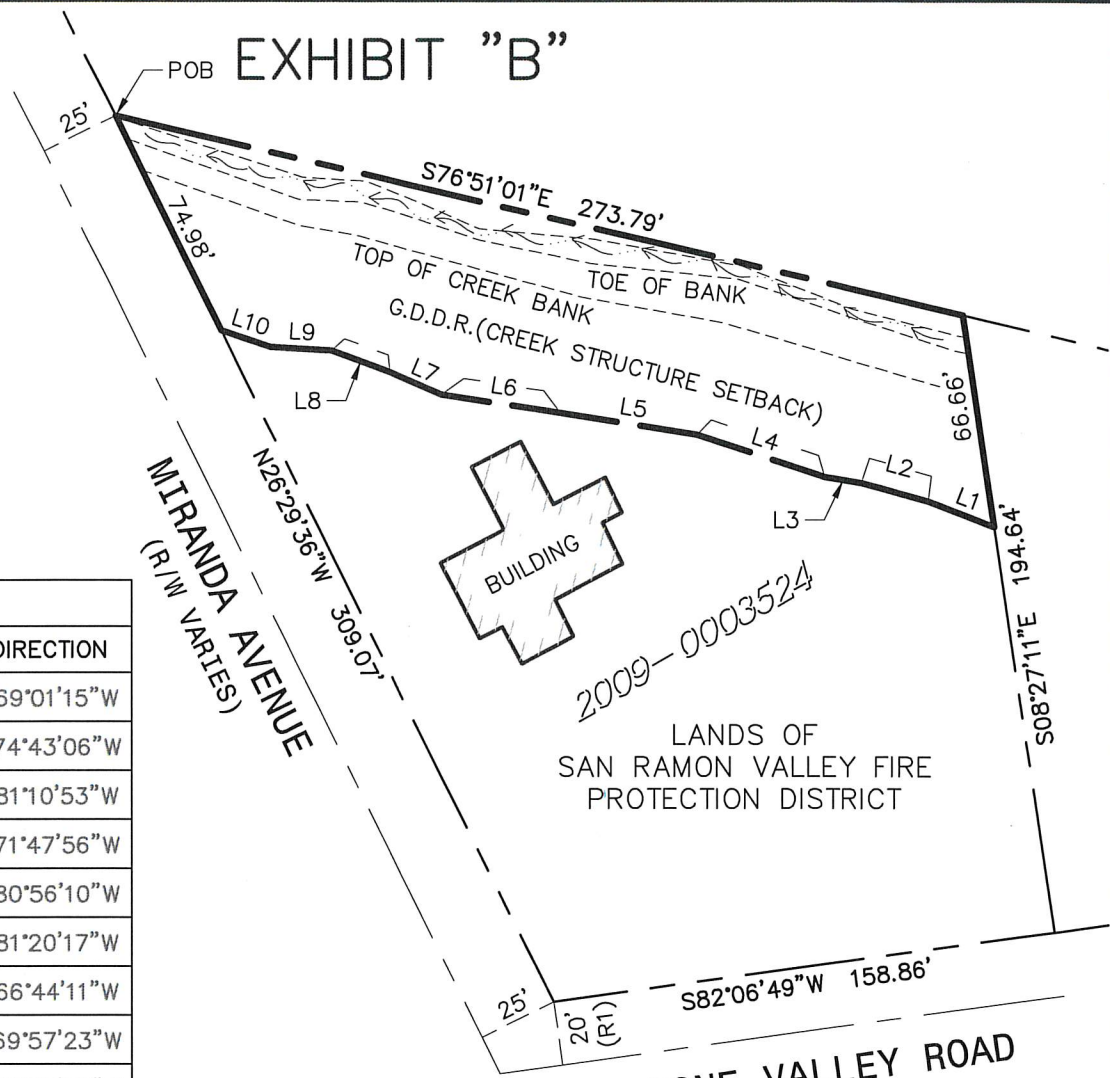 EXHIBIT "B"
POB
25'
S76°51'01"E 273.79'
74.98'
TOP OF CREEK BANK
TOE OF BANK
G.D.D.R.(CREEK STRUCTURE SETBACK)
66.66'
L10
L9
L8
L7
L6
L5
L4
L3
L2
L1
MIRANDA AVENUE
(R/W VARIES)
N26°29'36"W 309.07'
BUILDING
2009-0003524
LANDS OF
SAN RAMON VALLEY FIRE
PROTECTION DISTRICT
S08°27'11"E 194.64'
DIRECTION
69°01'15"W
74°43'06"W
81°10'53"W
71°47'56"W
80°56'10"W
81°20'17"W
66°44'11"W
69°57'23"W
25'
20'
(R1)
S82°06'49"W 158.86'
VALLEY ROAD